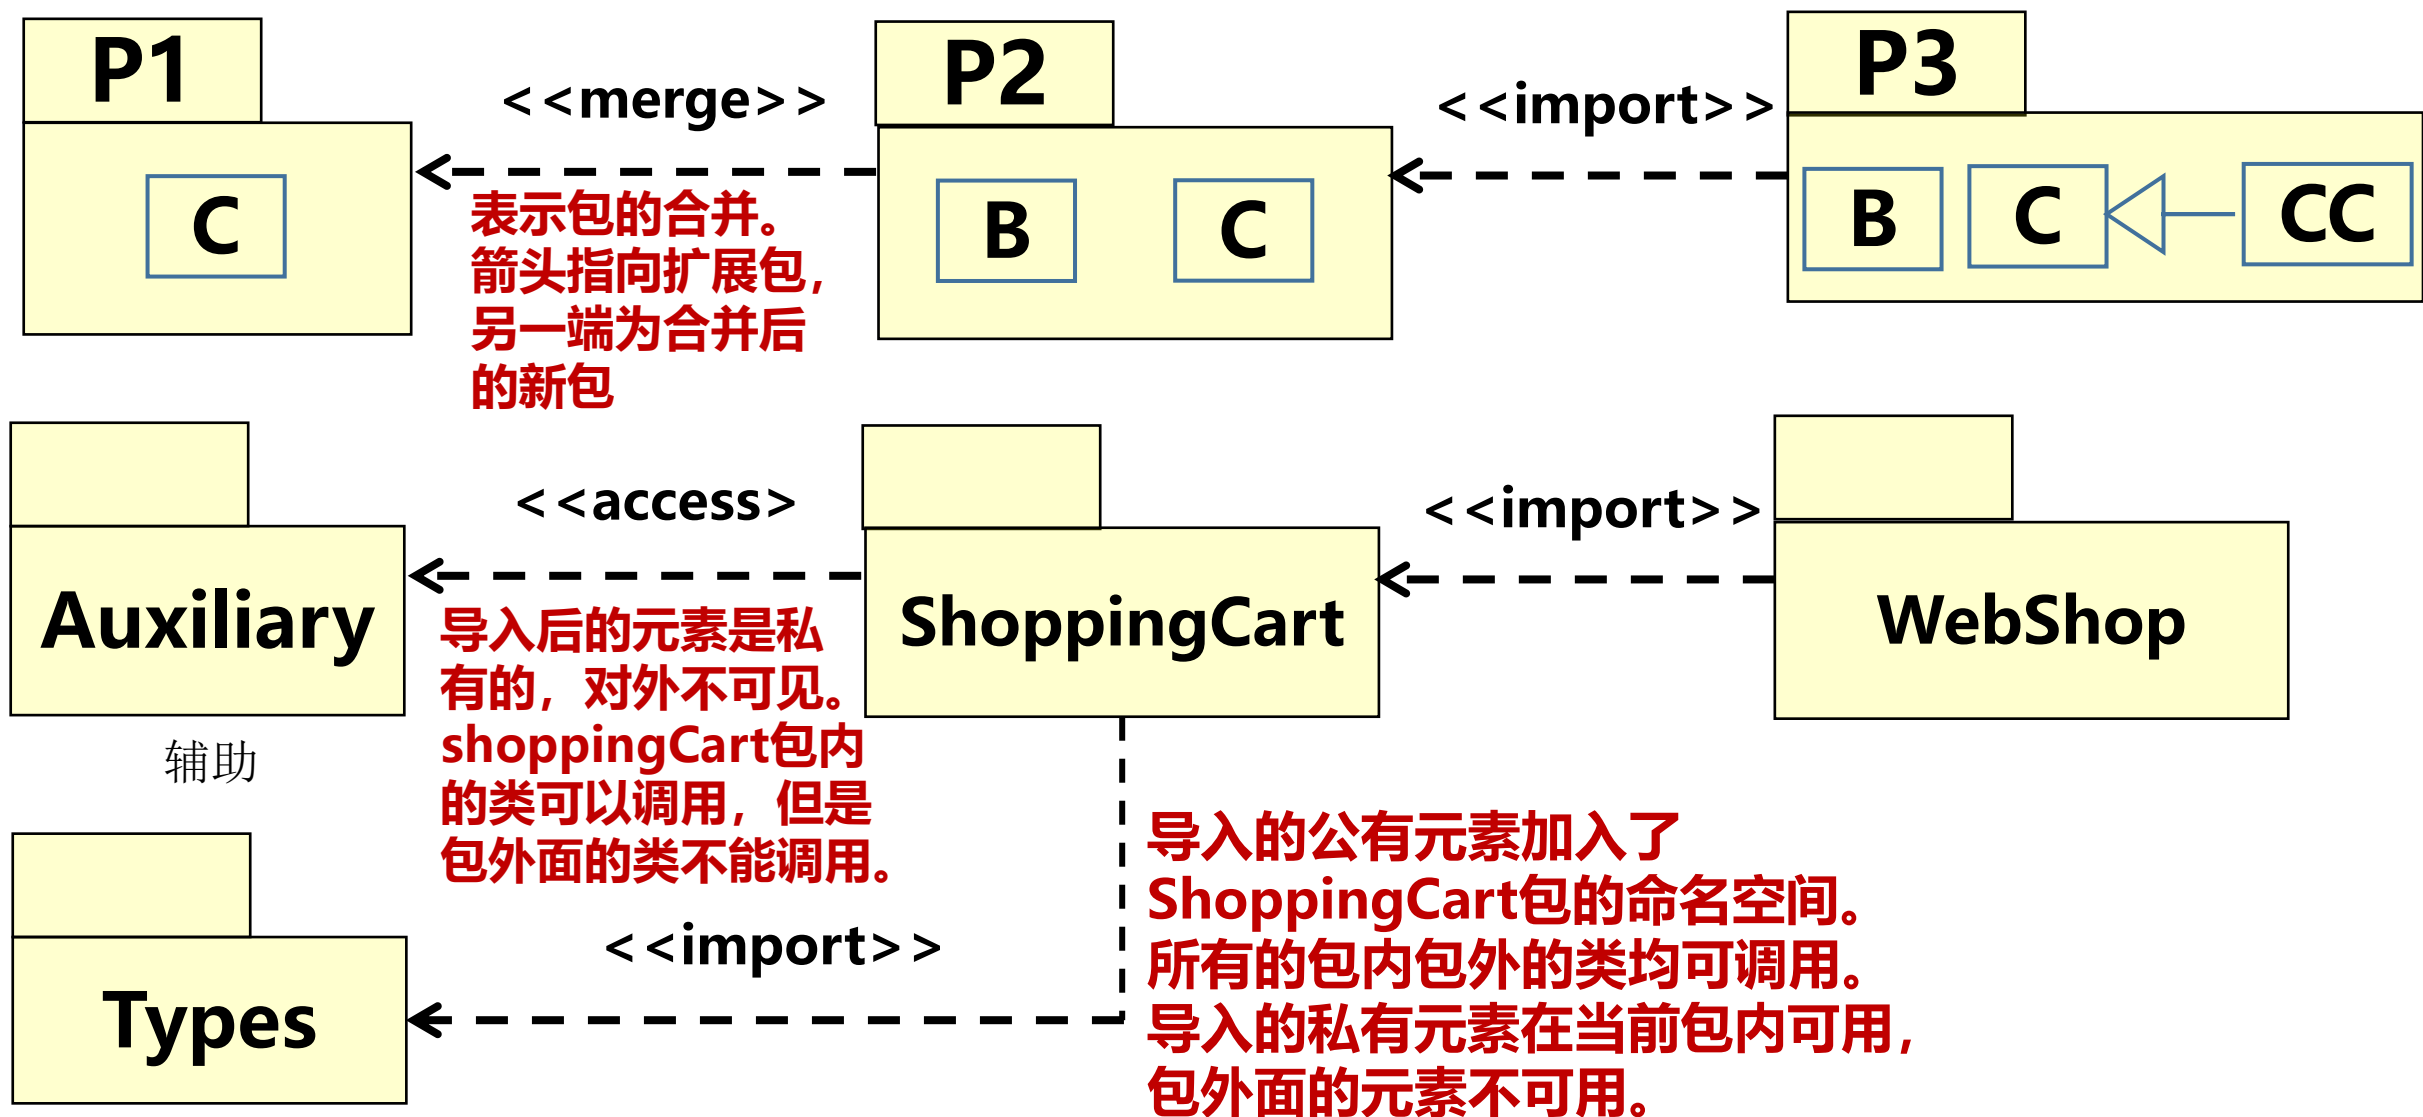 P1
C
<<merge>>
表示包的合并。
箭头指向扩展包，
另一端为合并后
的新包
P2
B
C
<<import>>
P3
B
C
CC
Auxiliary
辅助
<<access>
导入后的元素是私
有的，对外不可见。
shoppingCart包内
的类可以调用，但是
包外面的类不能调用。
ShoppingCart
<<import>>
WebShop
Types
<<import>>
导入的公有元素加入了
ShoppingCart包的命名空间。
所有的包内包外的类均可调用。
导入的私有元素在当前包内可用，
包外面的元素不可用。